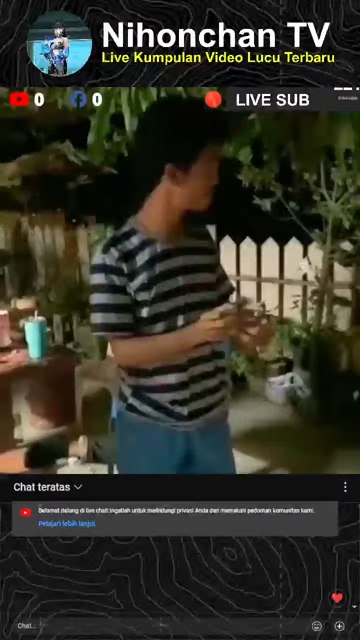 Nihonchan TV
Live Kumpulan Video Lucu Terbaru
0 0 LIVE SUB
Chat teratas
Selamat datang di live chat! Ingatlah untuk melindungi privasi Anda dan mematuhi pedoman komunitas kami.
Pelajari lebih lanjut
Chat...